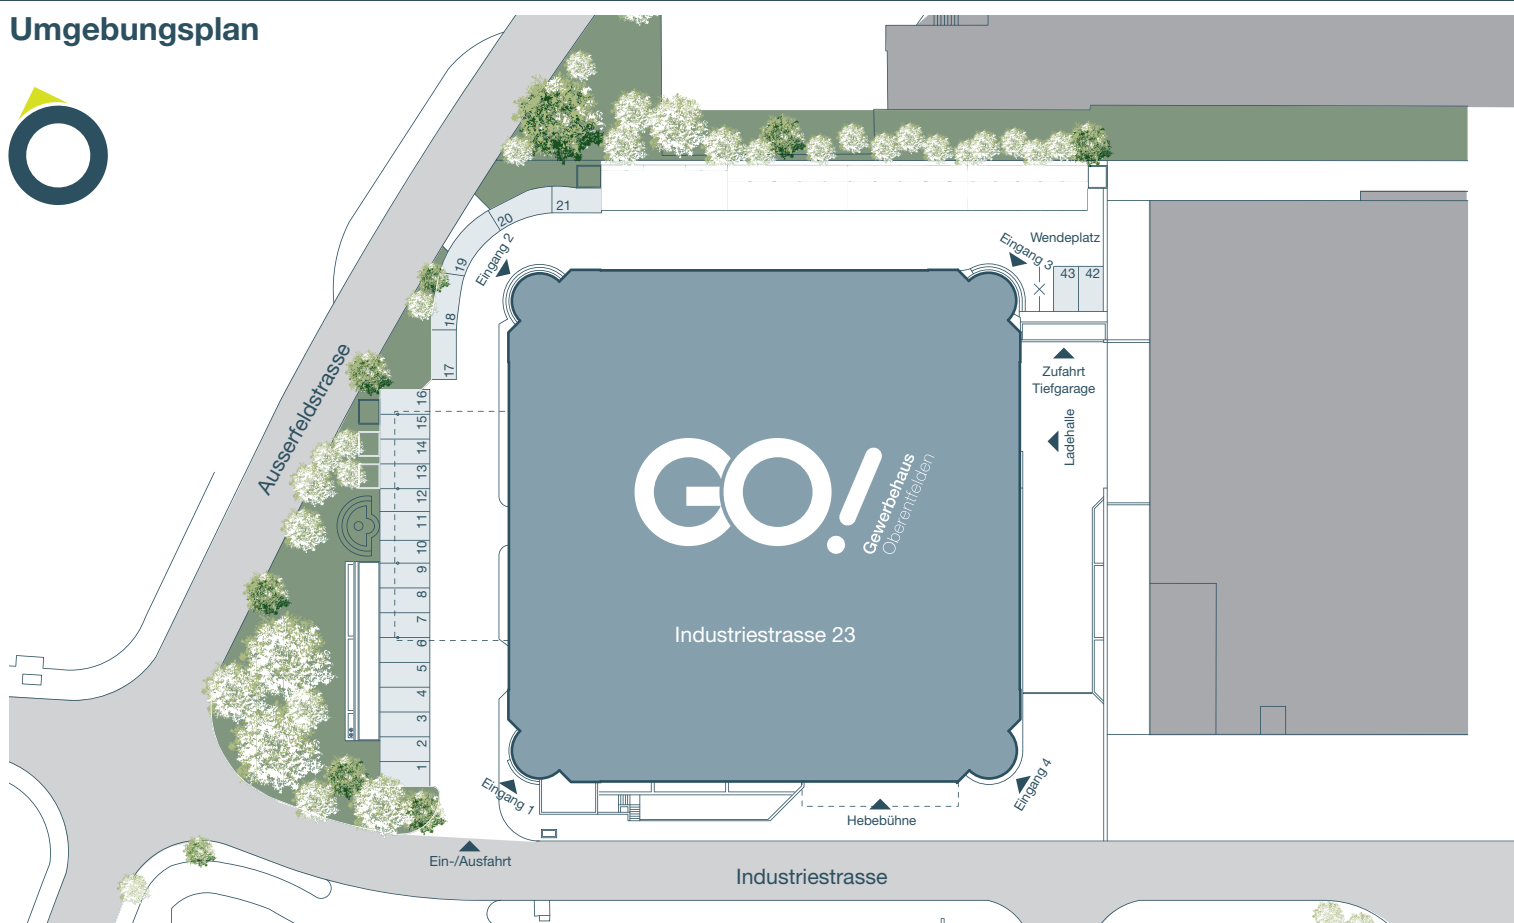 Umgebungsplan
21
20
19
18
17
Eingang 2
Eingang 3
Wendeplatz
43 42
Zufahrt
Tiefgarage
Ladehalle
Ausserfeldstrasse
16
15
14
13
12
11
10
9
8
7
6
5
4
3
2
1
GO!
Gewerbehaus
Oberentfelden
Industriestrasse 23
Eingang 1
Eingang 4
Hebebühne
Ein-/Ausfahrt
Industriestrasse